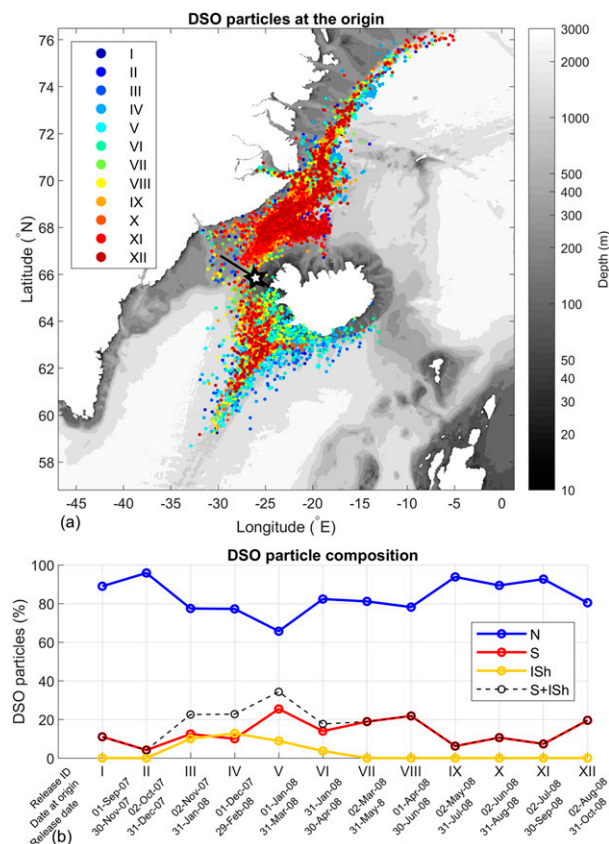 DSO particles at the origin
76
74
72
70
68
66
64
62
60
58
Latitude (°N)
I
II
III
IV
V
VI
VII
VIII
IX
X
XI
XII
3000
2000
1000
500
400
300
200
100
50
40
30
20
10
Depth (m)
-45 -40 -35 -30 -25 -20 -15 -10 -5 0
(a)
Longitude (°E)
DSO particle composition
100
80
60
40
20
0
DSO particles (%)
N
S
ISh
S+ISh
Release ID
Date at origin
Release date
I II III IV V VI VII VIII IX X XI XII
01-Sep-07
30-Nov-07
02-Oct-07
31-Dec-07
02-Nov-07
31-Jan-08
01-Dec-07
29-Feb-08
01-Jan-08
31-Mar-08
31-Jan-08
30-Apr-08
02-Mar-08
31-May-8
01-Apr-08
30-Jun-08
02-May-08
31-Jul-08
02-Jun-08
31-Aug-08
02-Jul-08
30-Sep-08
02-Aug-08
31-Oct-08
(b)